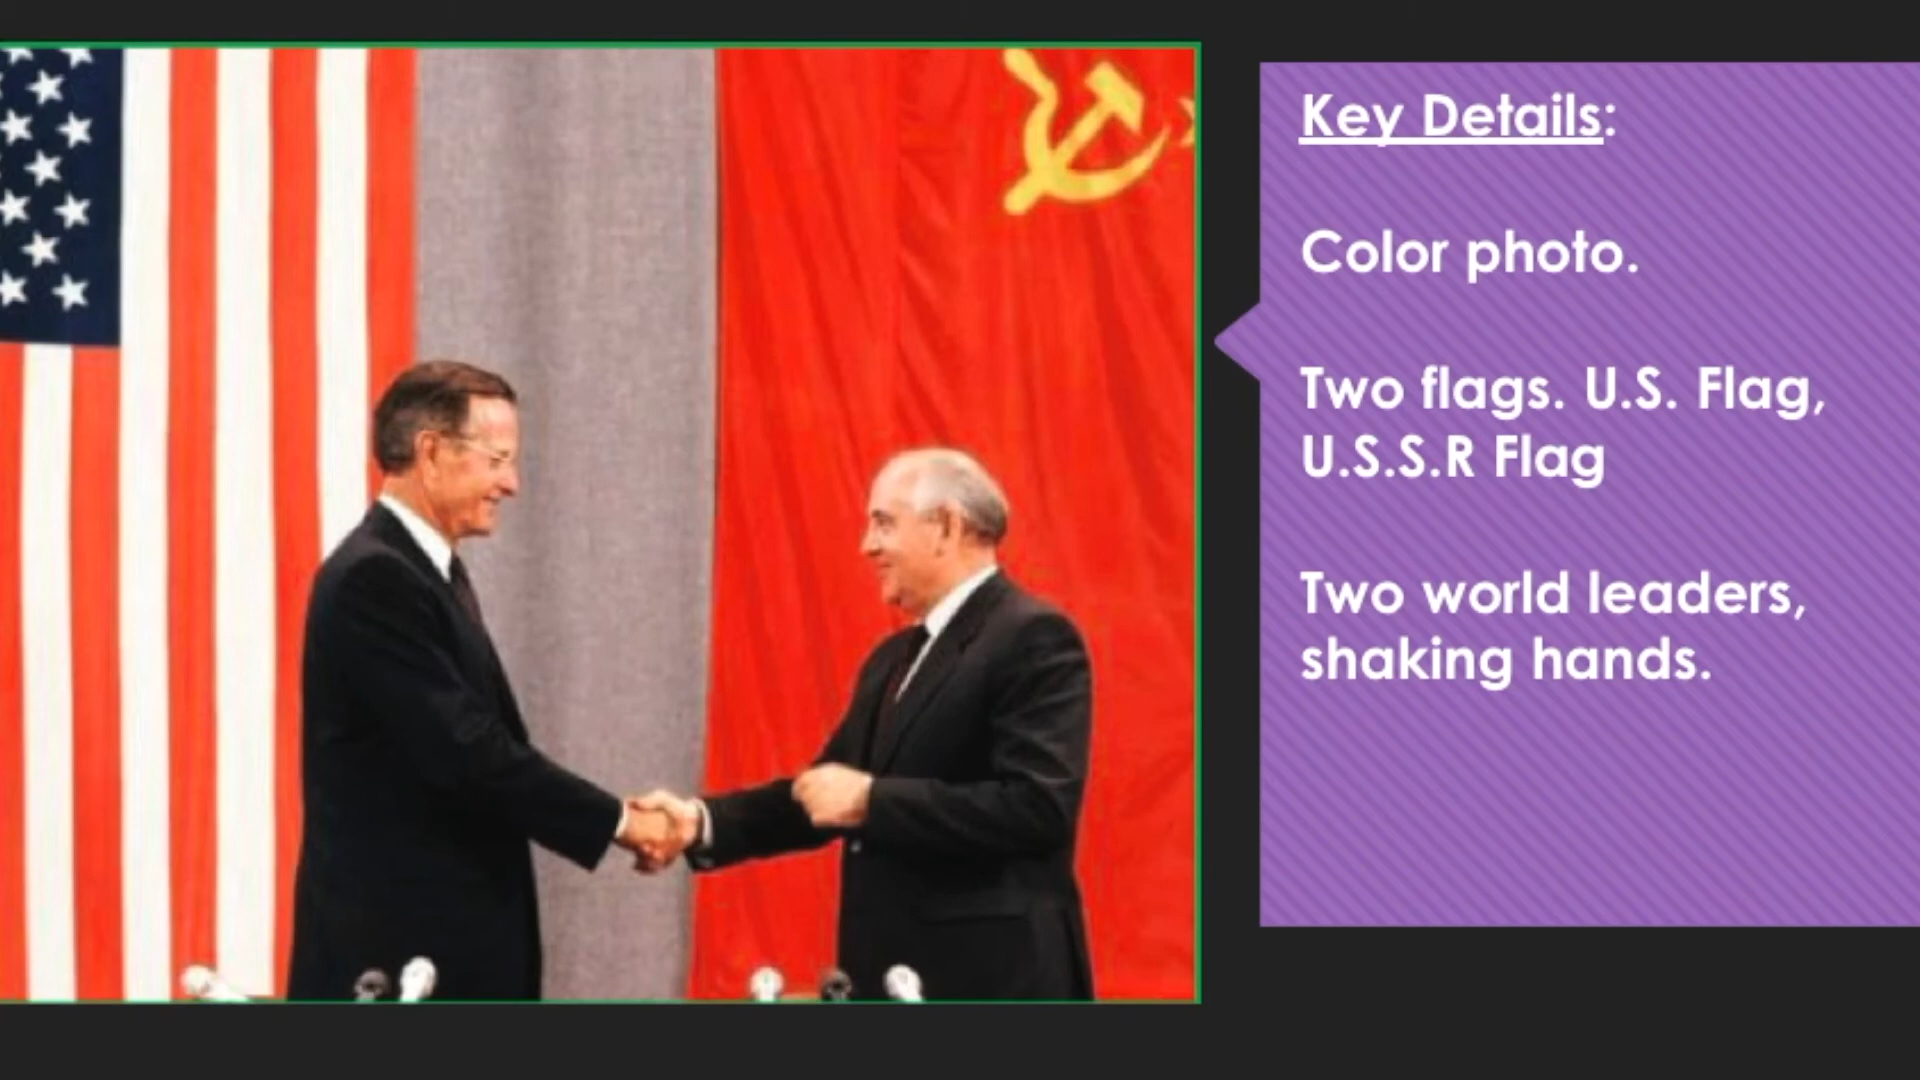 Key Details:
Color photo.
Two flags. U.S. Flag,
U.S.S.R Flag
Two world leaders,
shaking hands.